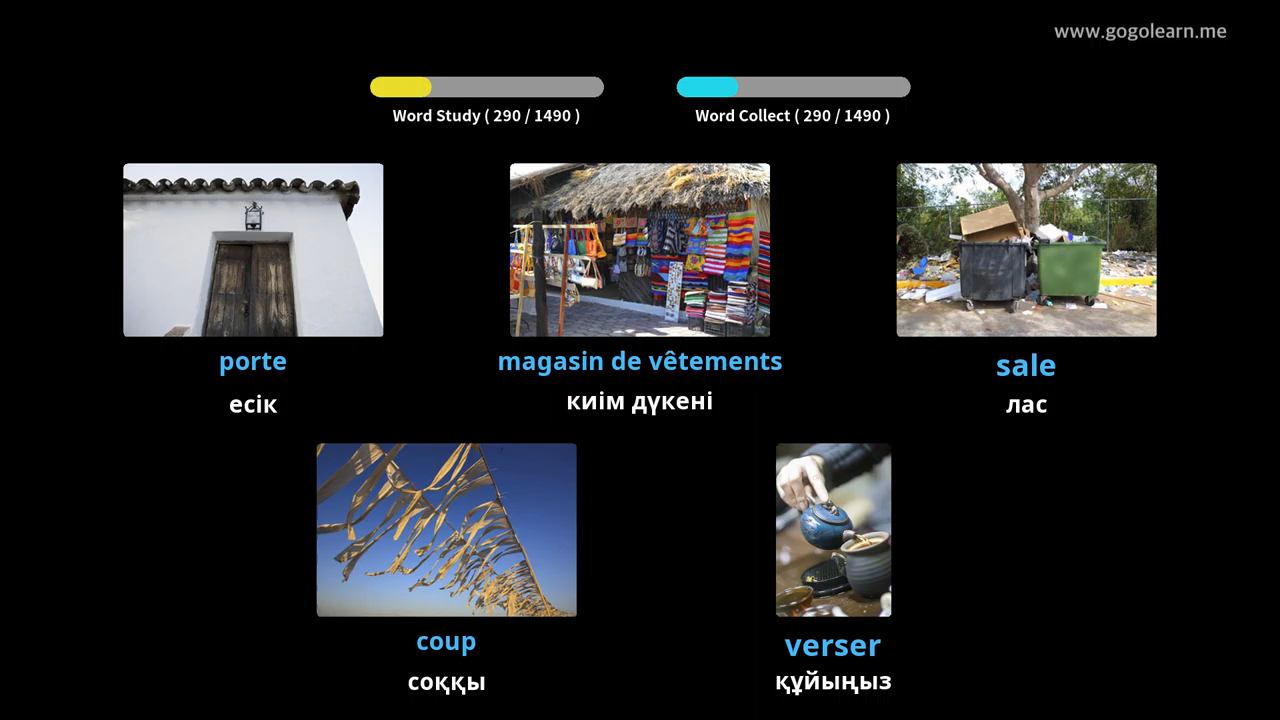 www.gogolearn.me
Word Study ( 290 / 1490 )
Word Collect ( 290 / 1490 )
porte
magasin de vêtements
sale
есік
киім дүкені
лас
coup
verser
соққы
құйыңыз